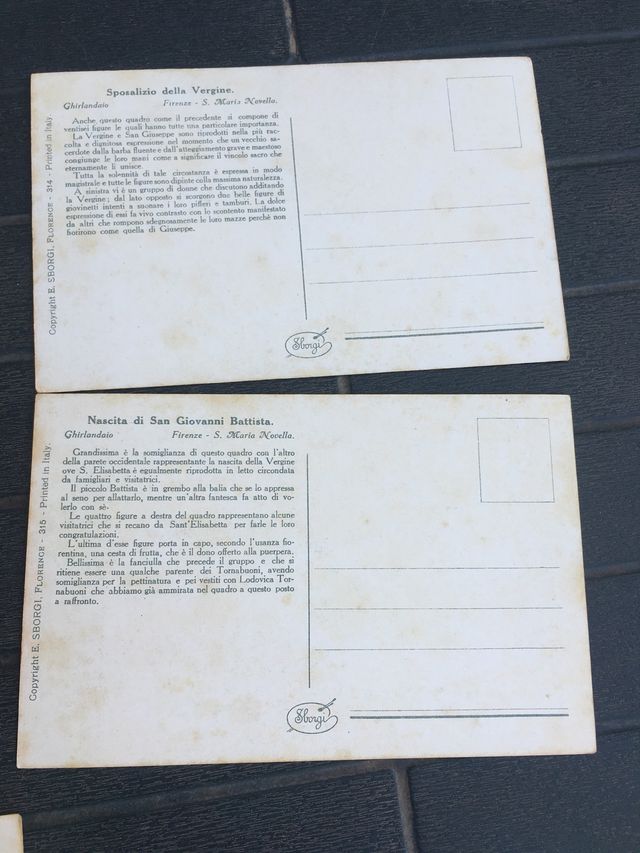 Sposalizio della Vergine.
Ghirlandaio Firenze - S. Maria Novella.
Anche questo quadro come il precedente si compone di
ventisei figure le quali hanno tutte una particolare importanza.
La Vergine e San Giuseppe sono riprodotti nella più rac-
colta e dignitosa espressione nel momento che un vecchio sa-
cerdote dalla barba fluente e dall'atteggiamento grave e maestoso
congiunge le loro mani come a significare il vincolo sacro che
eternamente li unisce.
Tutta la solennità di tale circostanza è espressa in modo
magistrale e tutte le figure sono dipinte colla massima naturalezza.
A sinistra vi è un gruppo di donne che discutono additando
la Vergine; dal lato opposto si scorgono due belle figure di
giovinetti intenti a suonare i loro pifferi e tamburi. La dolce
espressione di essi fa vivo contrasto con lo scontento manifestato
da altri che rompono sdegnosamente le loro mazze perchè non
fiorirono come quella di Giuseppe.
Copyright E. SBORGI, FLORENCE - 314 - Printed in Italy.
Sborgi
Nascita di San Giovanni Battista.
Ghirlandaio Firenze - S. Maria Novella.
Grandissima è la somiglianza di questo quadro con l'altro
della parete occidentale rappresentante la nascita della Vergine
ove S. Elisabetta è egualmente riprodotta in letto circondata
da famigliari e visitatrici.
Il piccolo Battista è in grembo alla balia che se lo appressa
al seno per allattarlo, mentre un'altra fantesca fa atto di vo-
lerlo con sè.
Le quattro figure a destra del quadro rappresentano alcune
visitatrici che si recano da Sant'Elisabetta per farle le loro
congratulazioni.
L'ultima d'esse figure porta in capo, secondo l'usanza fio-
rentina, una cesta di frutta, che è il dono offerto alla puerpera.
Bellissima è la fanciulla che precede il gruppo e che si
ritiene essere una qualche parente dei Tornabuoni, avendo
somiglianza per la pettinatura e pei vestiti con Lodovica Tor-
nabuoni che abbiamo già ammirata nel quadro a questo posto
a raffronto.
Copyright E. SBORGI, FLORENCE - 315 - Printed in Italy.
Sborgi